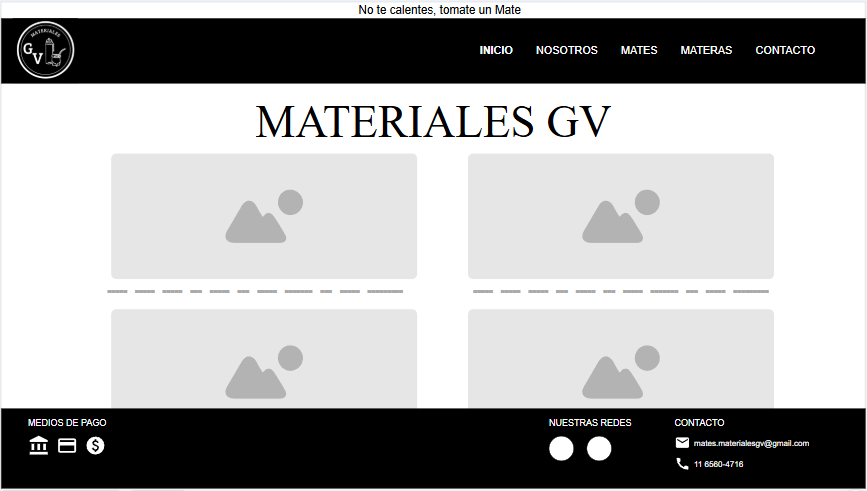 No te calentes, tomate un Mate
MATERIALES
G
V
INICIO NOSOTROS MATES MATERAS CONTACTO
MATERIALES GV
MEDIOS DE PAGO
NUESTRAS REDES
CONTACTO
mates.materialesgv@gmail.com
11 6560-4716